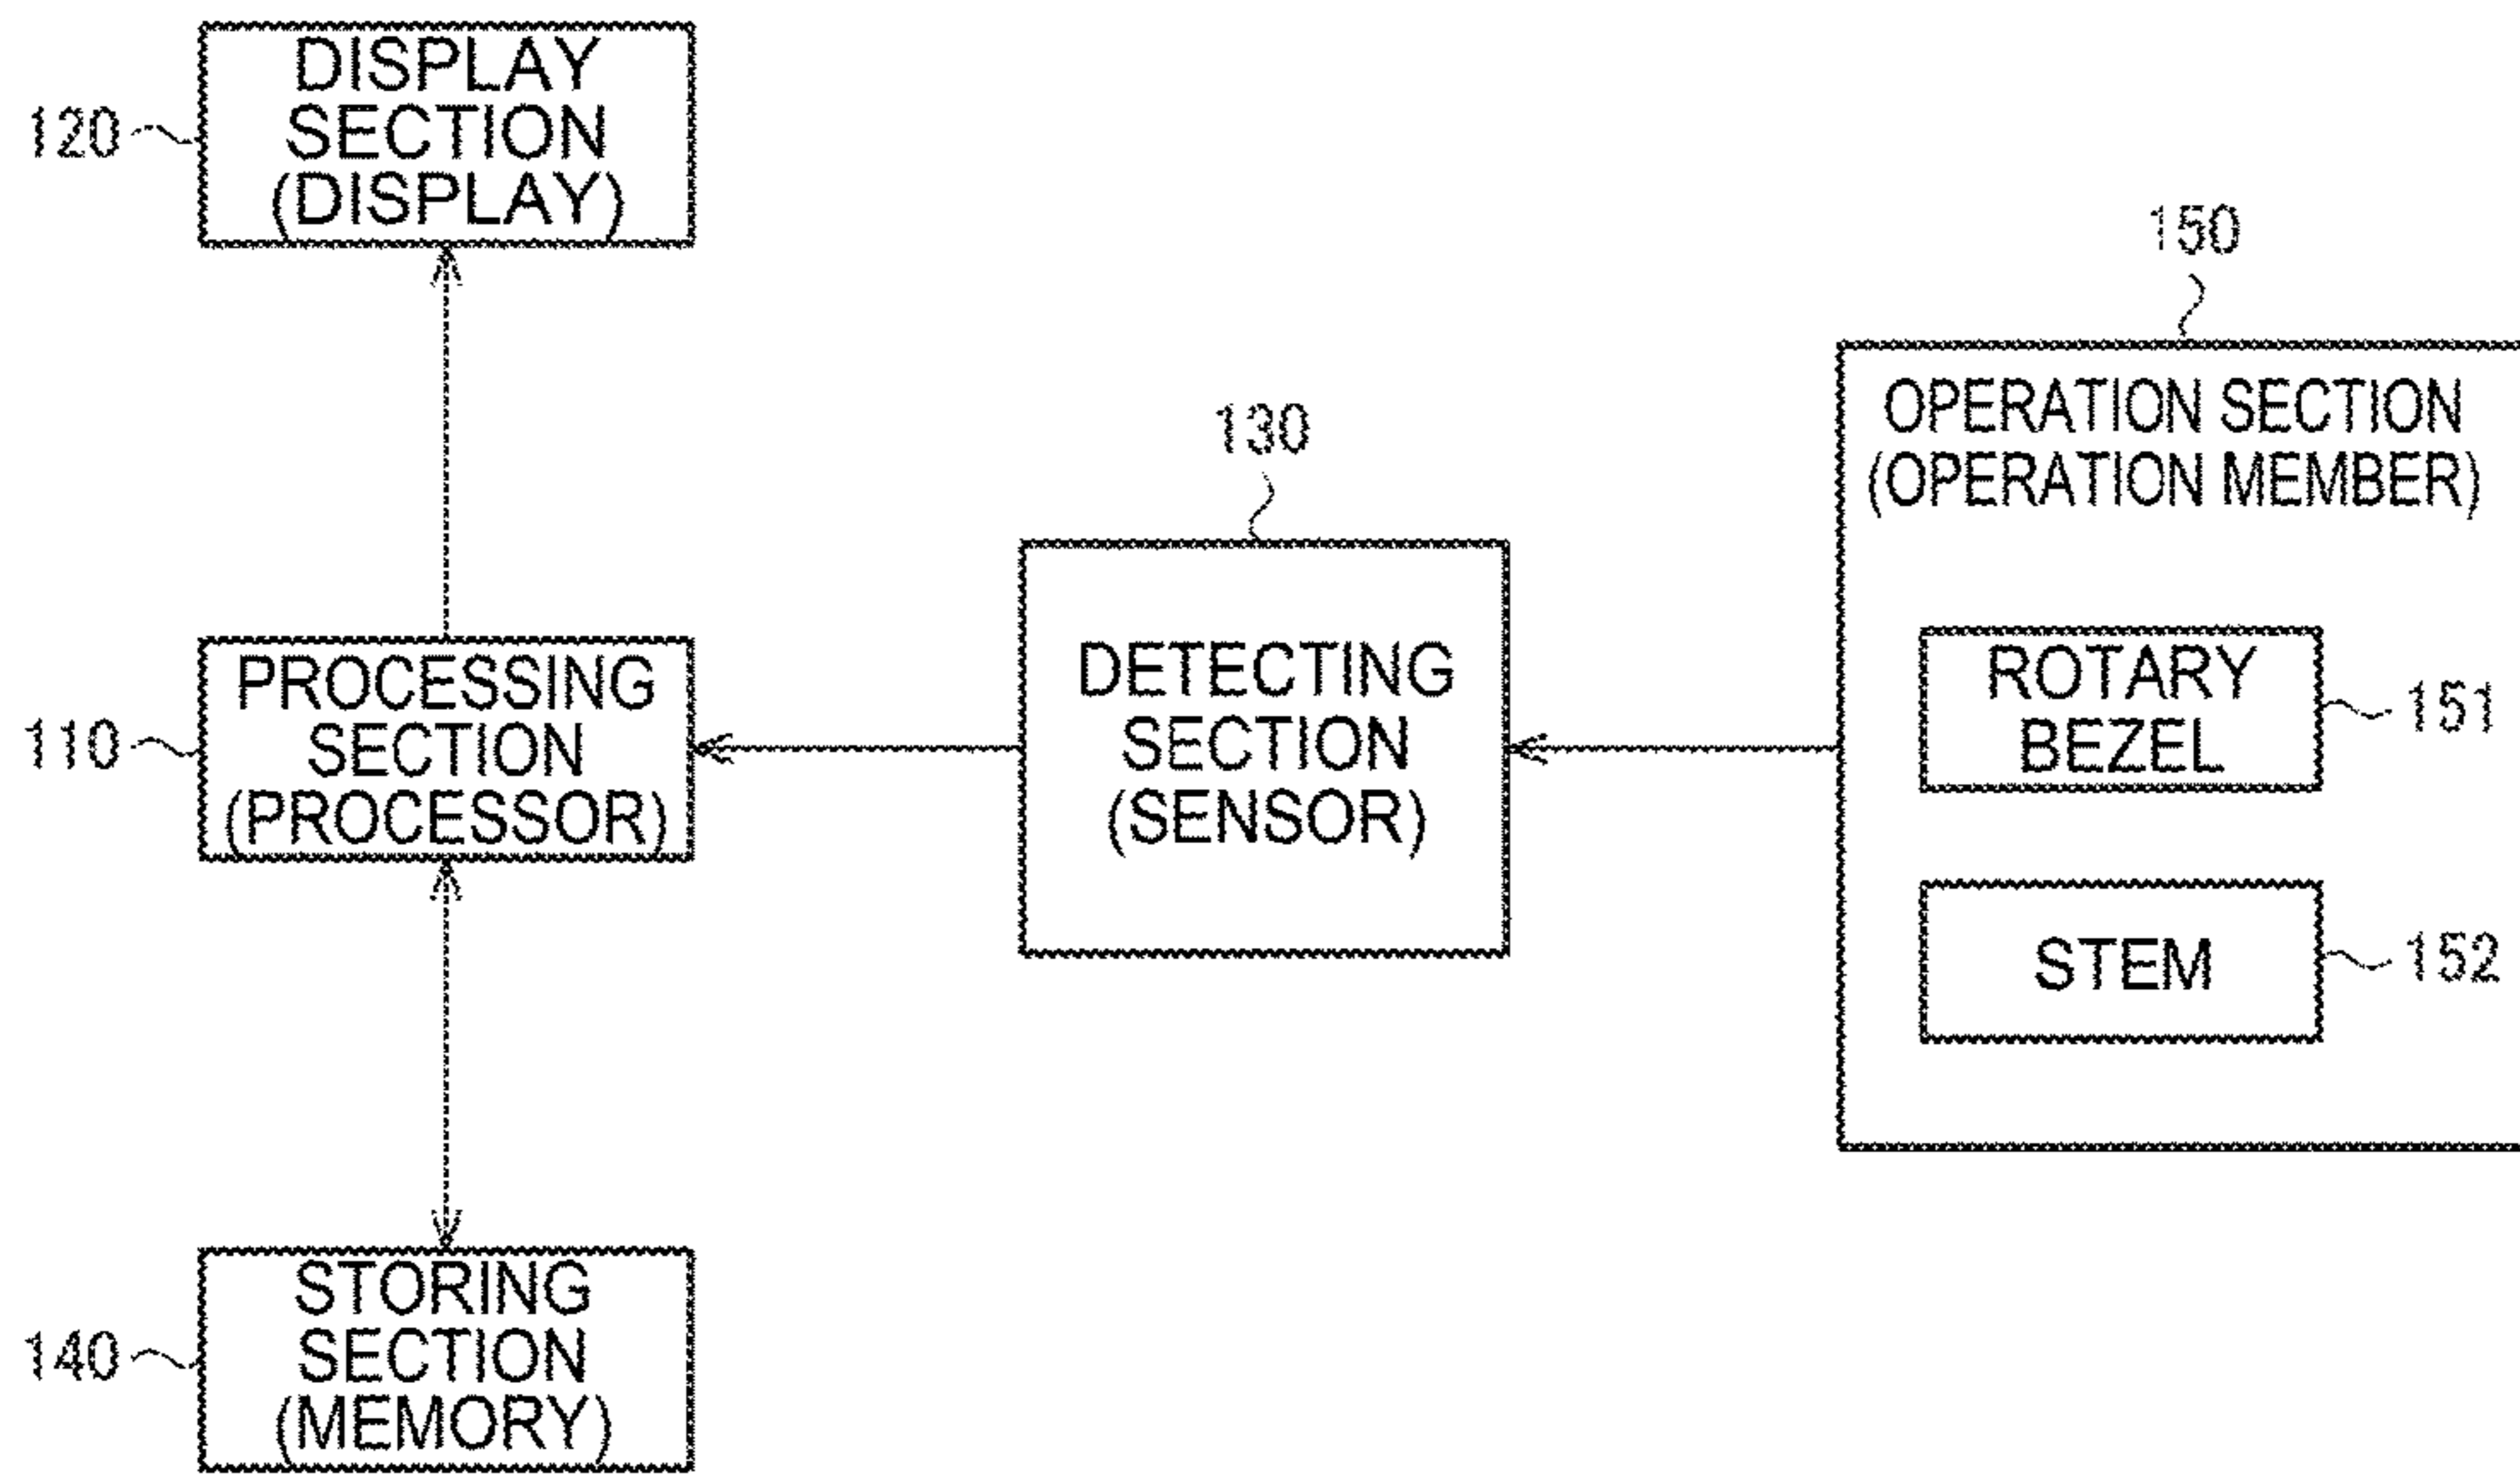 120
DISPLAY
SECTION
(DISPLAY)
110
PROCESSING
SECTION
(PROCESSOR)
140
STORING
SECTION
(MEMORY)
130
DETECTING
SECTION
(SENSOR)
150
OPERATION SECTION
(OPERATION MEMBER)
ROTARY
BEZEL
151
STEM
152